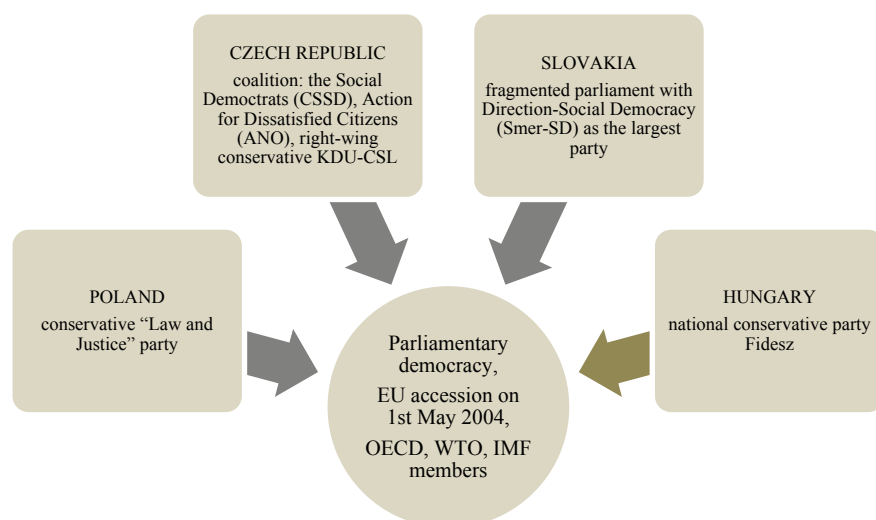 CZECH REPUBLIC
coalition: the Social
Democtrats (CSSD), Action
for Dissatisfied Citizens
(ANO), right-wing
conservative KDU-CSL
SLOVAKIA
fragmented parliament with
Direction-Social Democracy
(Smer-SD) as the largest
party
POLAND
conservative “Law and
Justice” party
HUNGARY
national conservative party
Fidesz
Parliamentary
democracy,
EU accession on
1st May 2004,
OECD, WTO, IMF
members